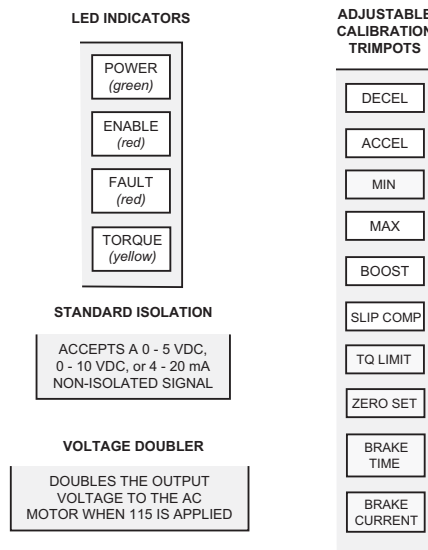 LED INDICATORS
POWER
(green)
ENABLE
(red)
FAULT
(red)
TORQUE
(yellow)
STANDARD ISOLATION
ACCEPTS A 0 - 5 VDC,
0 - 10 VDC, or 4 - 20 mA
NON-ISOLATED SIGNAL
VOLTAGE DOUBLER
DOUBLES THE OUTPUT
VOLTAGE TO THE AC
MOTOR WHEN 115 IS APPLIED
ADJUSTABLE
CALIBRATION
TRIMPOTS
DECEL
ACCEL
MIN
MAX
BOOST
SLIP COMP
TQ LIMIT
ZERO SET
BRAKE
TIME
BRAKE
CURRENT